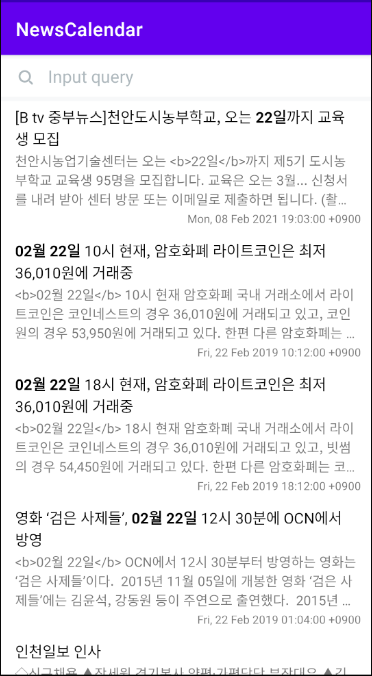 NewsCalendar
Input query
[B tv 중부뉴스]천안도시농부학교, 오는 22일까지 교육
생 모집
천안시농업기술센터는 오는 <b>22일</b>까지 제5기 도시농
부학교 교육생 95명을 모집합니다. 교육은 오는 3월... 신청서
를 내려 받아 센터 방문 또는 이메일로 제출하면 됩니다. (촬...
Mon, 08 Feb 2021 19:03:00 +0900
02월 22일 10시 현재, 암호화폐 라이트코인은 최저
36,010원에 거래중
<b>02월 22일</b> 10시 현재 암호화폐 국내 거래소에서 라이
트코인은 코인네스트의 경우 36,010원에 거래되고 있고, 코인
원의 경우 53,950원에 거래되고 있다. 한편 다른 암호화폐는 ...
Fri, 22 Feb 2019 10:12:00 +0900
02월 22일 18시 현재, 암호화폐 라이트코인은 최저
36,010원에 거래중
<b>02월 22일</b> 18시 현재 암호화폐 국내 거래소에서 라이
트코인은 코인네스트의 경우 36,010원에 거래되고 있고, 빗썸
의 경우 54,450원에 거래되고 있다. 한편 다른 암호화폐는 코...
Fri, 22 Feb 2019 18:12:00 +0900
영화 ‘검은 사제들’, 02월 22일 12시 30분에 OCN에서
방영
<b>02월 22일</b> OCN에서 12시 30분부터 방영하는 영화는
‘검은 사제들’이다.  2015년 11월 05일에 개봉한 영화 ‘검은 사
제들’에는 김윤석, 강동원 등이 주연으로 출연했다.  2015년 ...
Fri, 22 Feb 2019 01:04:00 +0900
인천일보 인사
◇신규채용 ▲장세원 경기본사 양평·가평담당 부장대우 ▲김